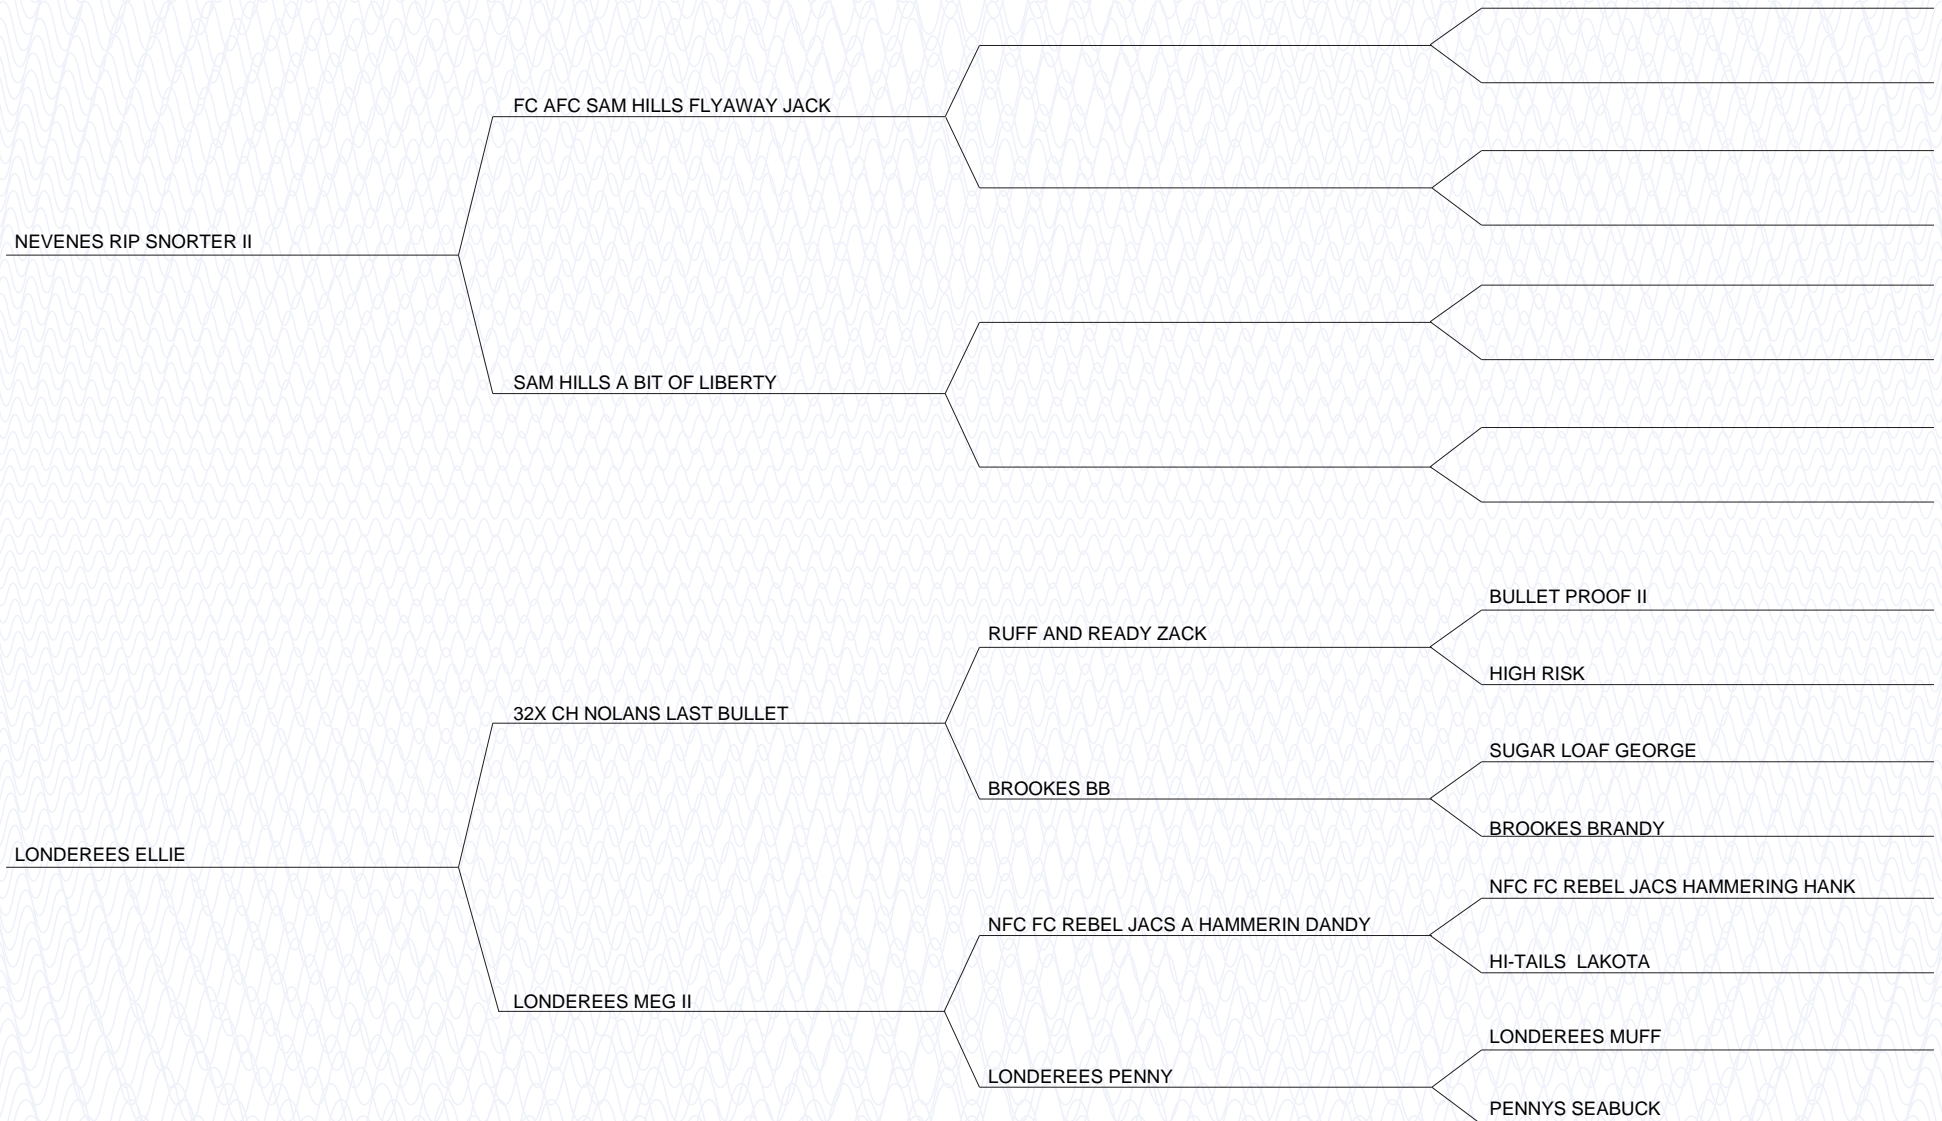 FC AFC SAM HILLS FLYAWAY JACK
NEVENES RIP SNORTER II
SAM HILLS A BIT OF LIBERTY
BULLET PROOF II
RUFF AND READY ZACK
HIGH RISK
32X CH NOLANS LAST BULLET
SUGAR LOAF GEORGE
BROOKES BB
BROOKES BRANDY
LONDEREES ELLIE
NFC FC REBEL JACS HAMMERING HANK
NFC FC REBEL JACS A HAMMERIN DANDY
HI-TAILS  LAKOTA
LONDEREES MEG II
LONDEREES MUFF
LONDEREES PENNY
PENNYS SEABUCK